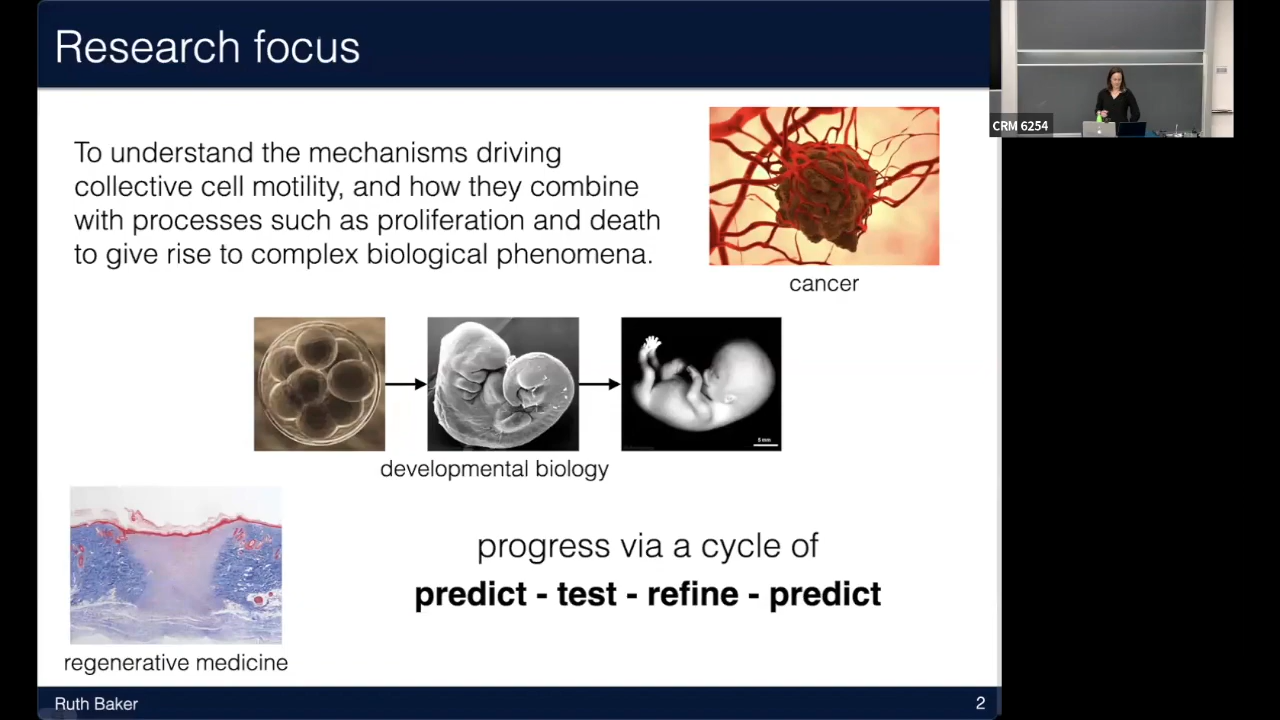 Research focus
CRM 6254
To understand the mechanisms driving
collective cell motility, and how they combine
with processes such as proliferation and death
to give rise to complex biological phenomena.
cancer
5 mm
developmental biology
progress via a cycle of
predict - test - refine - predict
regenerative medicine
Ruth Baker
2